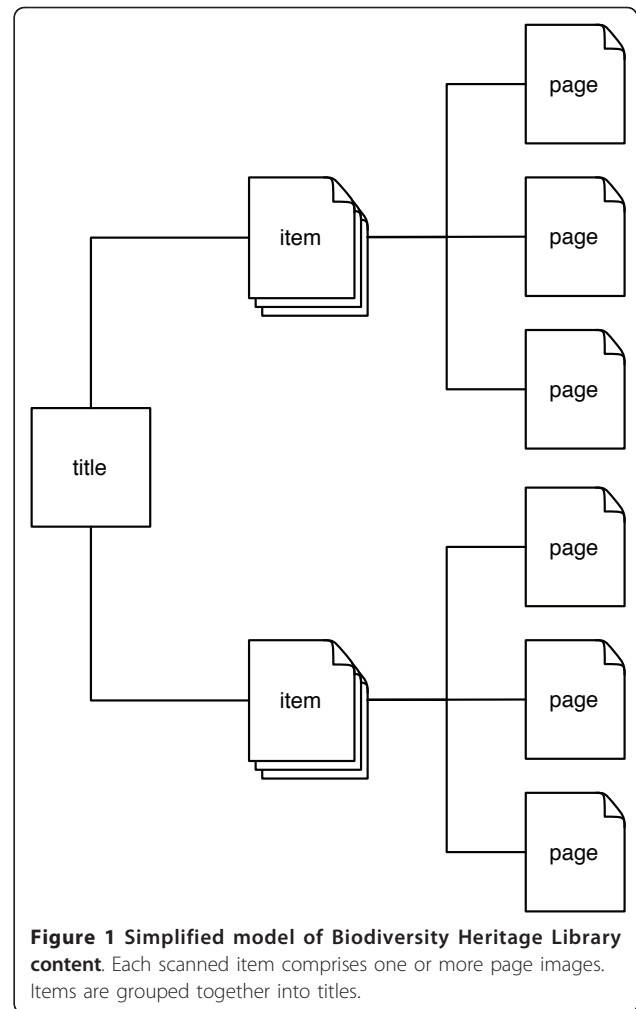 page
item
page
page
title
page
item
page
page
Figure 1 Simplified model of Biodiversity Heritage Library
content. Each scanned item comprises one or more page images.
Items are grouped together into titles.